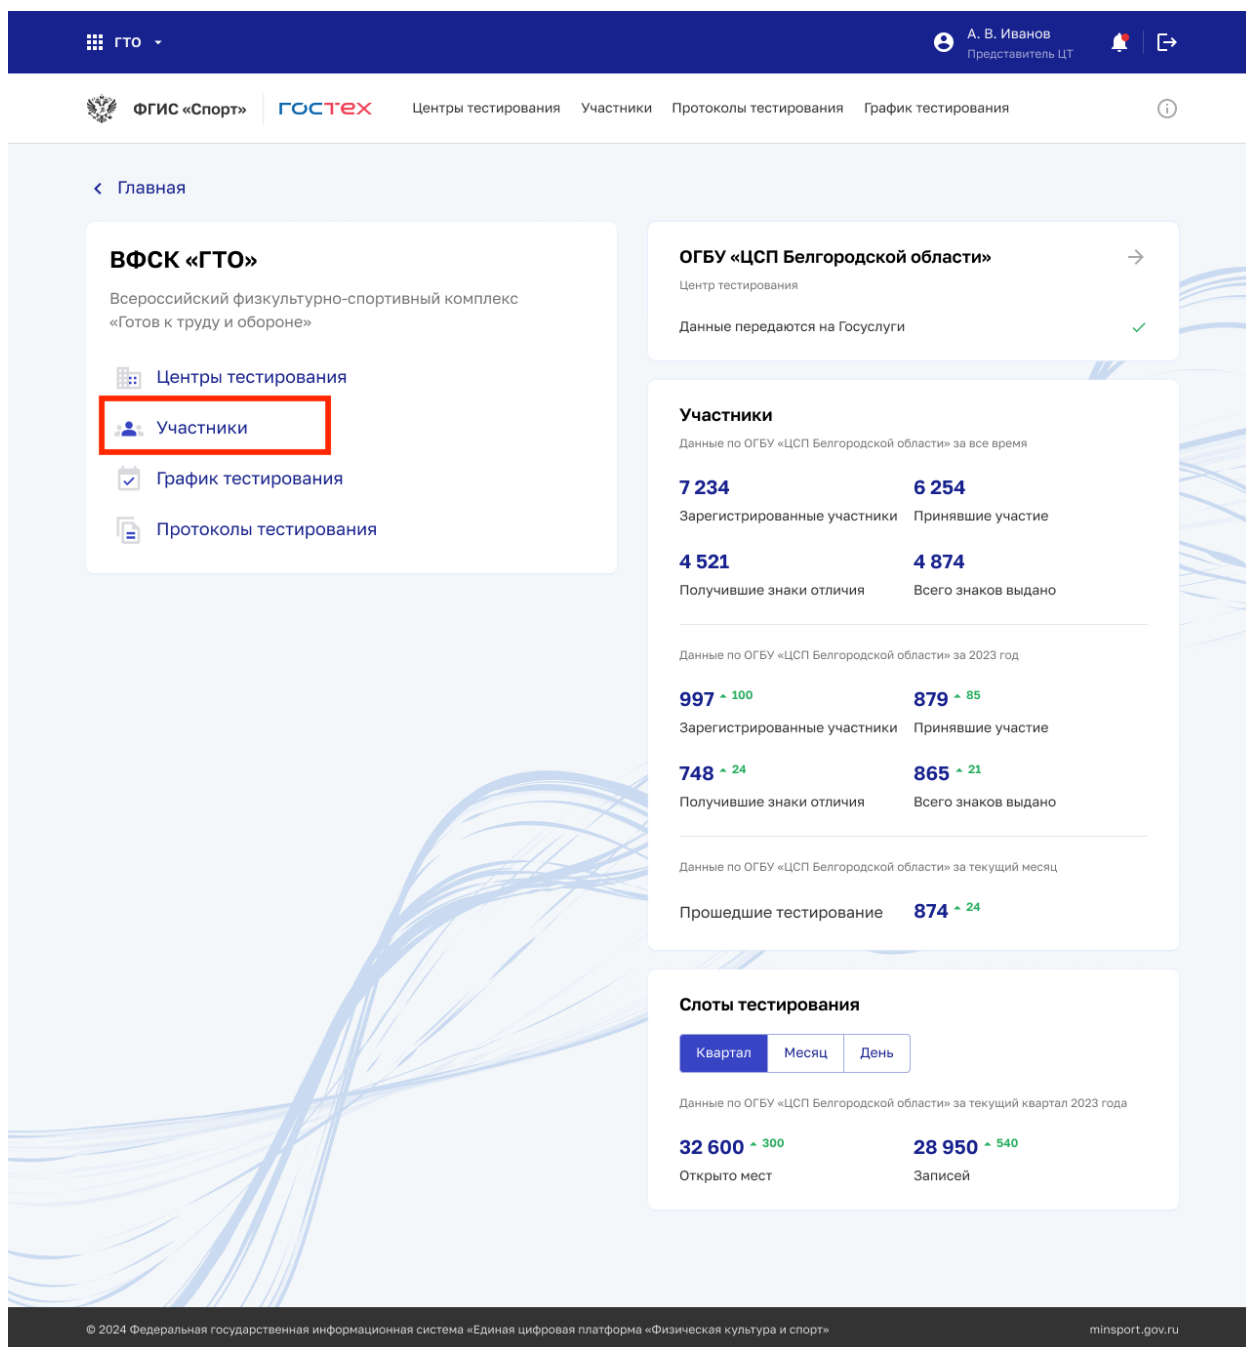 ГТО
А. В. Иванов
Представитель ЦТ
ФГИС «Спорт»
ГОСТЕХ
Центры тестирования Участники Протоколы тестирования График тестирования
Главная
ВФСК «ГТО»
Всероссийский физкультурно-спортивный комплекс
«Готов к труду и обороне»
Центры тестирования
Участники
График тестирования
Протоколы тестирования
ОГБУ «ЦСП Белгородской области»
Центр тестирования
Данные передаются на Госуслуги
Участники
Данные по ОГБУ «ЦСП Белгородской области» за все время
7 234 6 254
Зарегистрированные участники Принявшие участие
4 521 4 874
Получившие знаки отличия Всего знаков выдано
Данные по ОГБУ «ЦСП Белгородской области» за 2023 год
997 100 879 85
Зарегистрированные участники Принявшие участие
748 24 865 21
Получившие знаки отличия Всего знаков выдано
Данные по ОГБУ «ЦСП Белгородской области» за текущий месяц
Прошедшие тестирование 874 24
Слоты тестирования
Квартал Месяц День
Данные по ОГБУ «ЦСП Белгородской области» за текущий квартал 2023 года
32 600 300 28 950 540
Открыто мест Записей
© 2024 Федеральная государственная информационная система «Единая цифровая платформа «Физическая культура и спорт» minsport.gov.ru